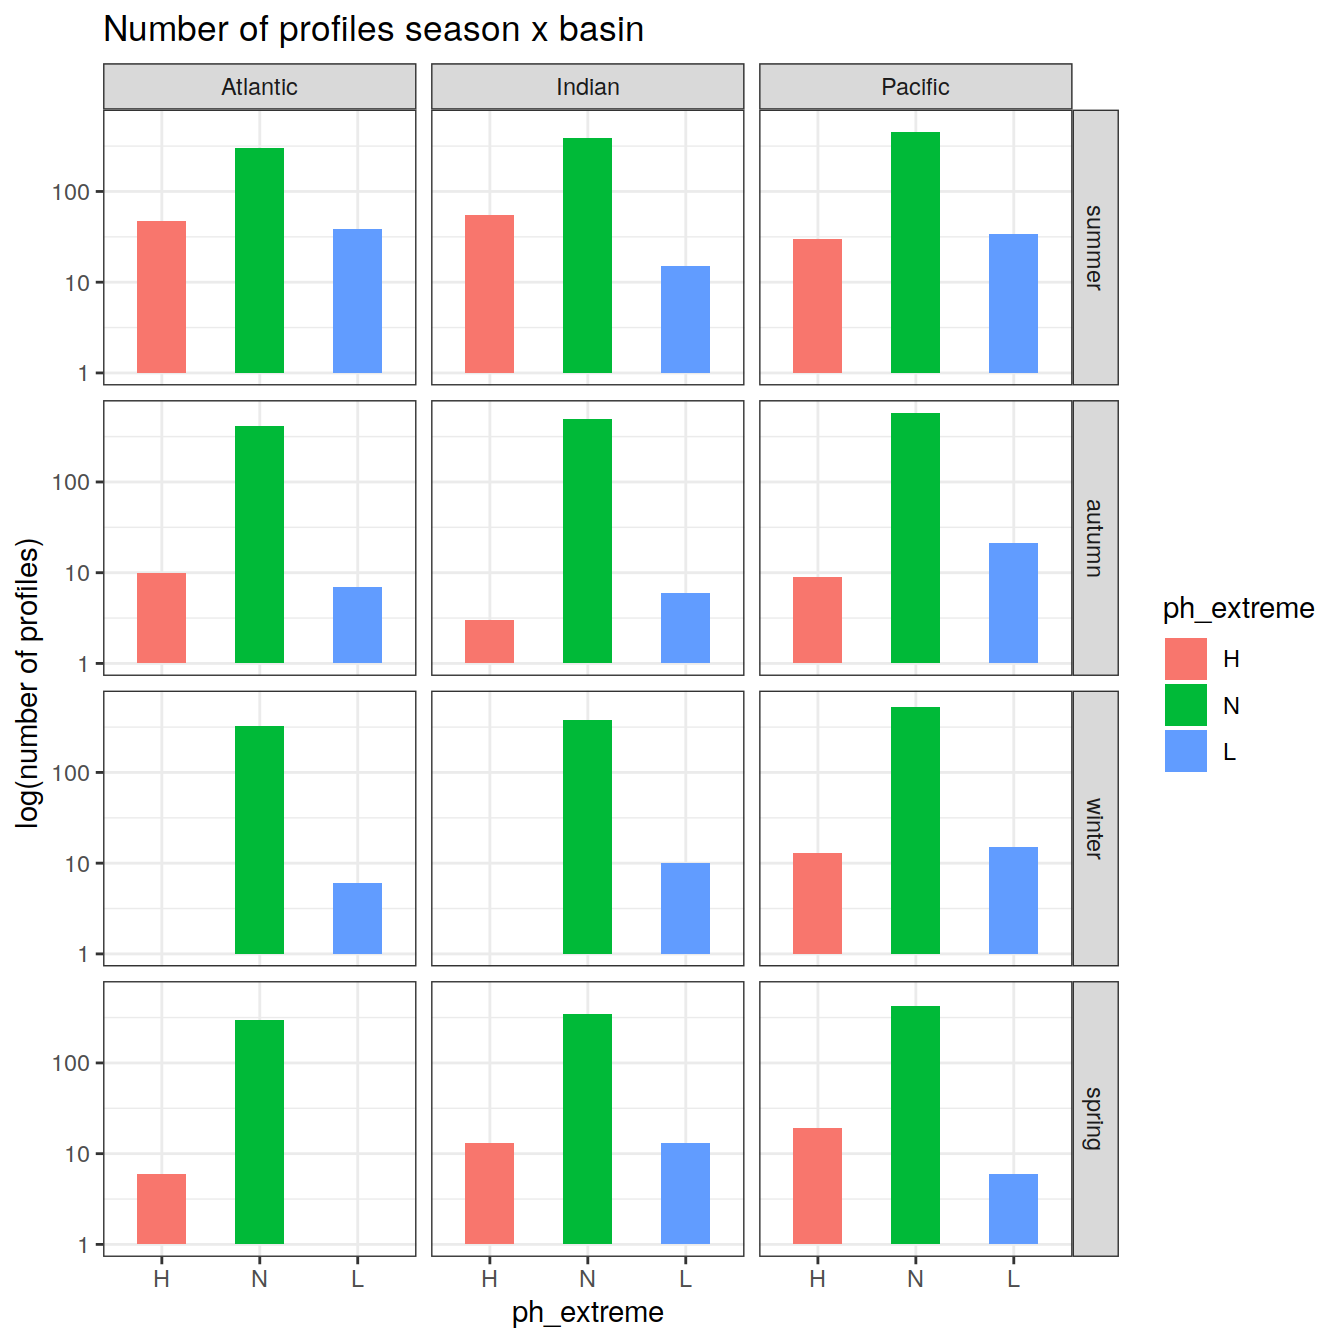 Number of profiles season x basin
Atlantic Indian Pacific
100
10
1
summer
100
10
1
autumn
log(number of profiles)
ph_extreme
H
N
L
100
10
1
winter
100
10
1
spring
H N L H N L H N L
ph_extreme